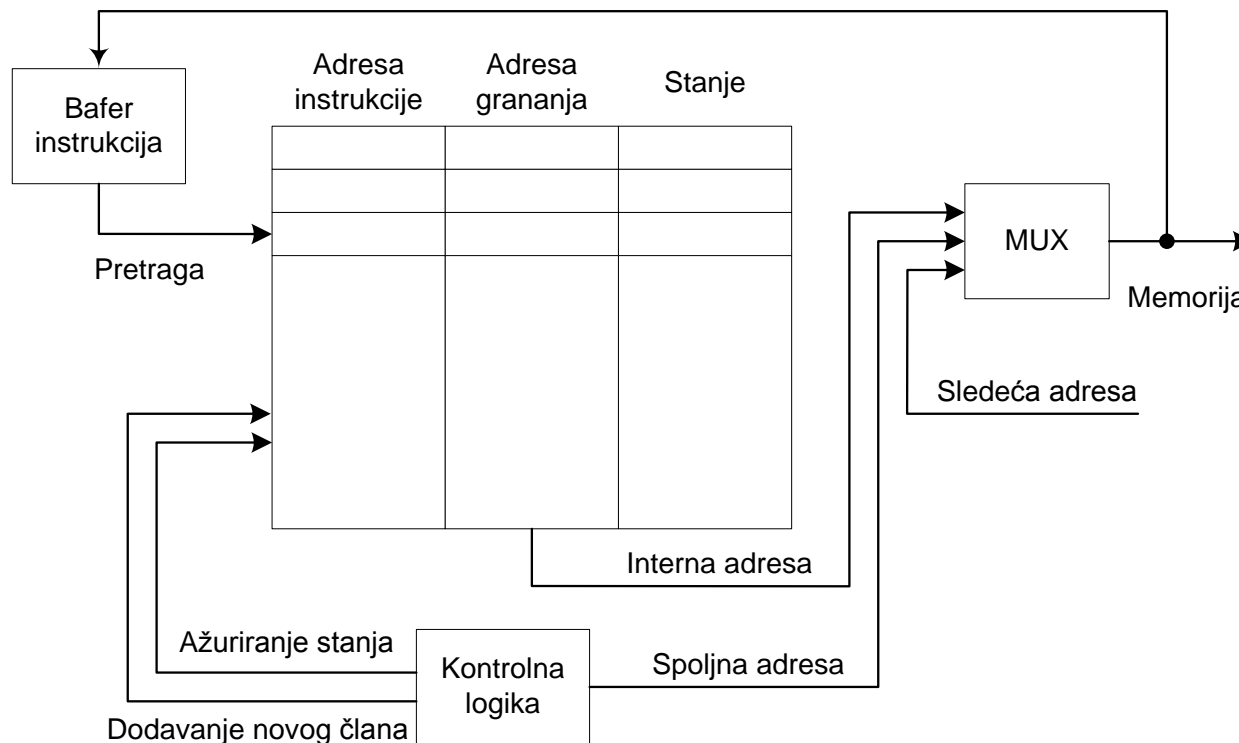 Adresa
instrukcije
Adresa
grananja
Stanje
Bafer
instrukcija
Pretraga
MUX
Memorija
Sledeća adresa
Interna adresa
Ažuriranje stanja
Kontrolna
logika
Spoljna adresa
Dodavanje novog člana